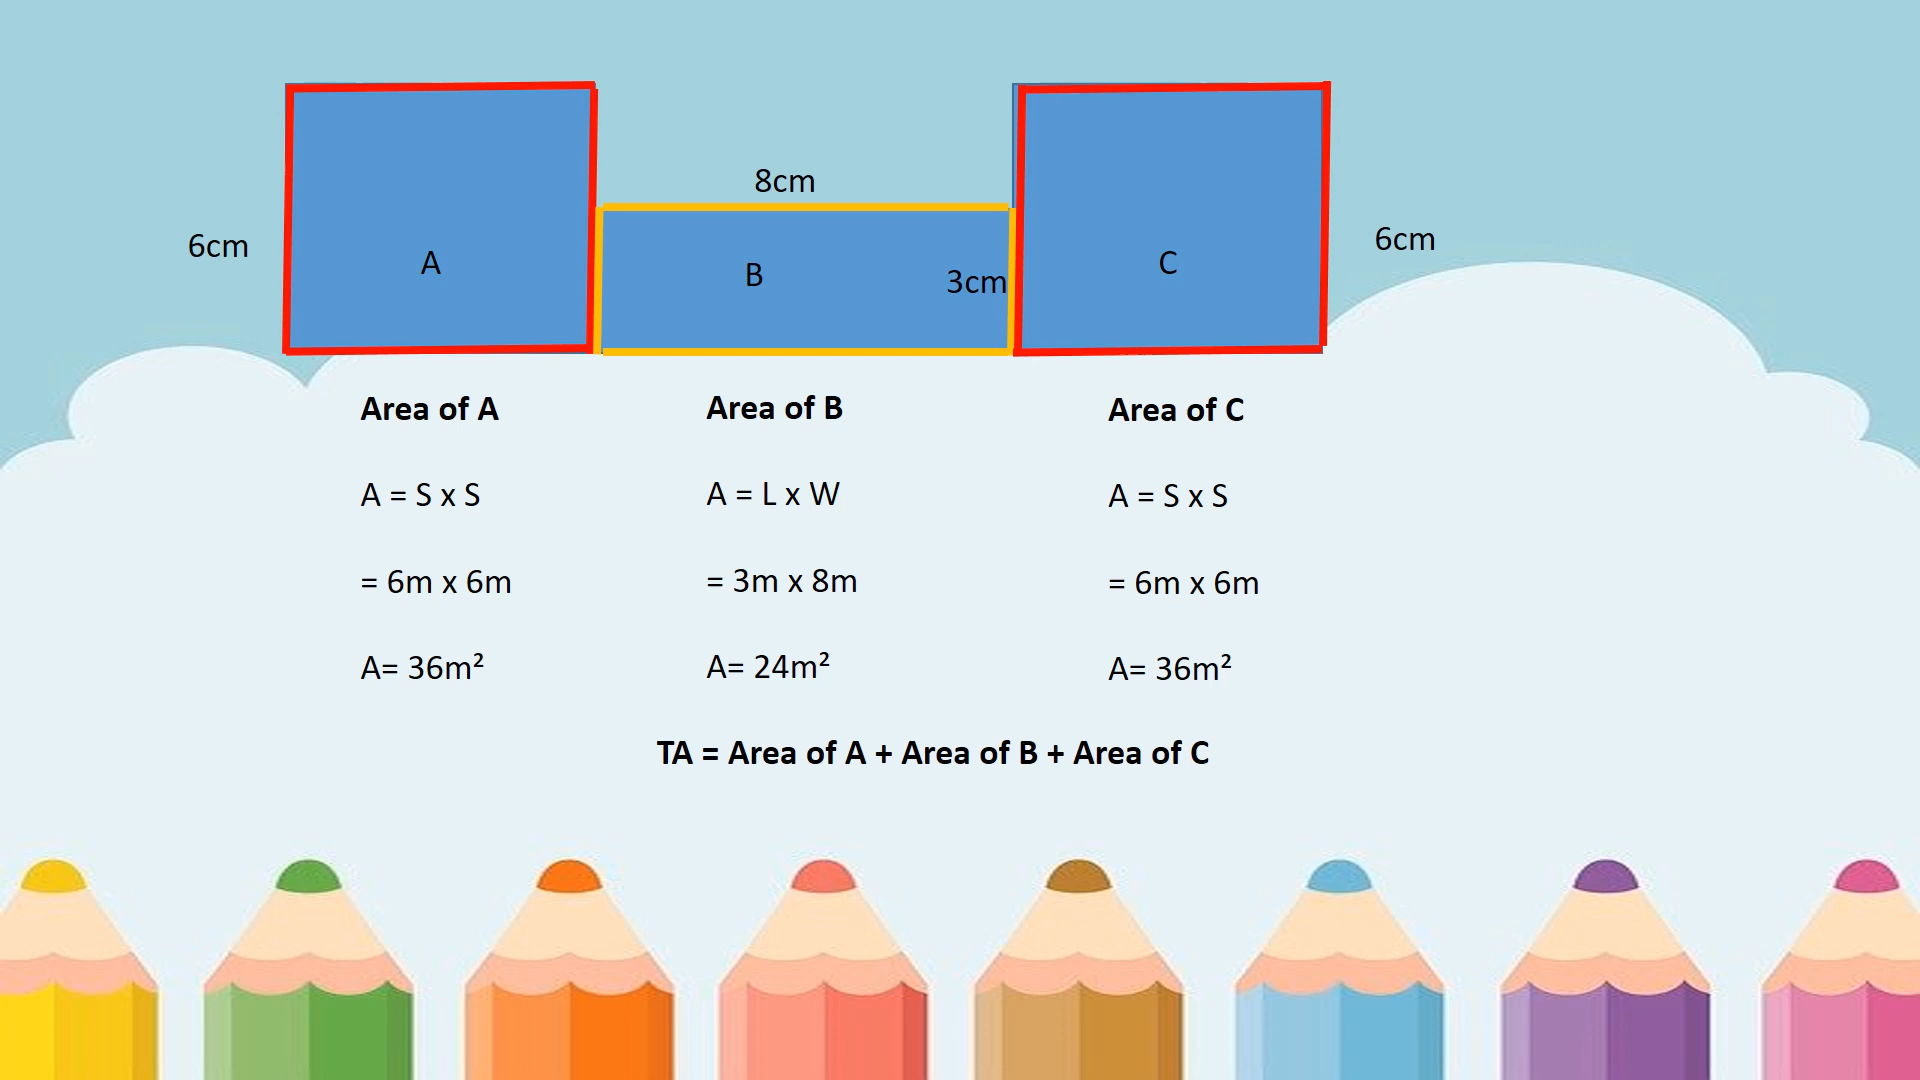 8cm
6cm
A
B
3cm
C
6cm
Area of A
A = S x S
= 6m x 6m
A= 36m²
Area of B
A = L x W
= 3m x 8m
A= 24m²
Area of C
A = S x S
= 6m x 6m
A= 36m²
TA = Area of A + Area of B + Area of C